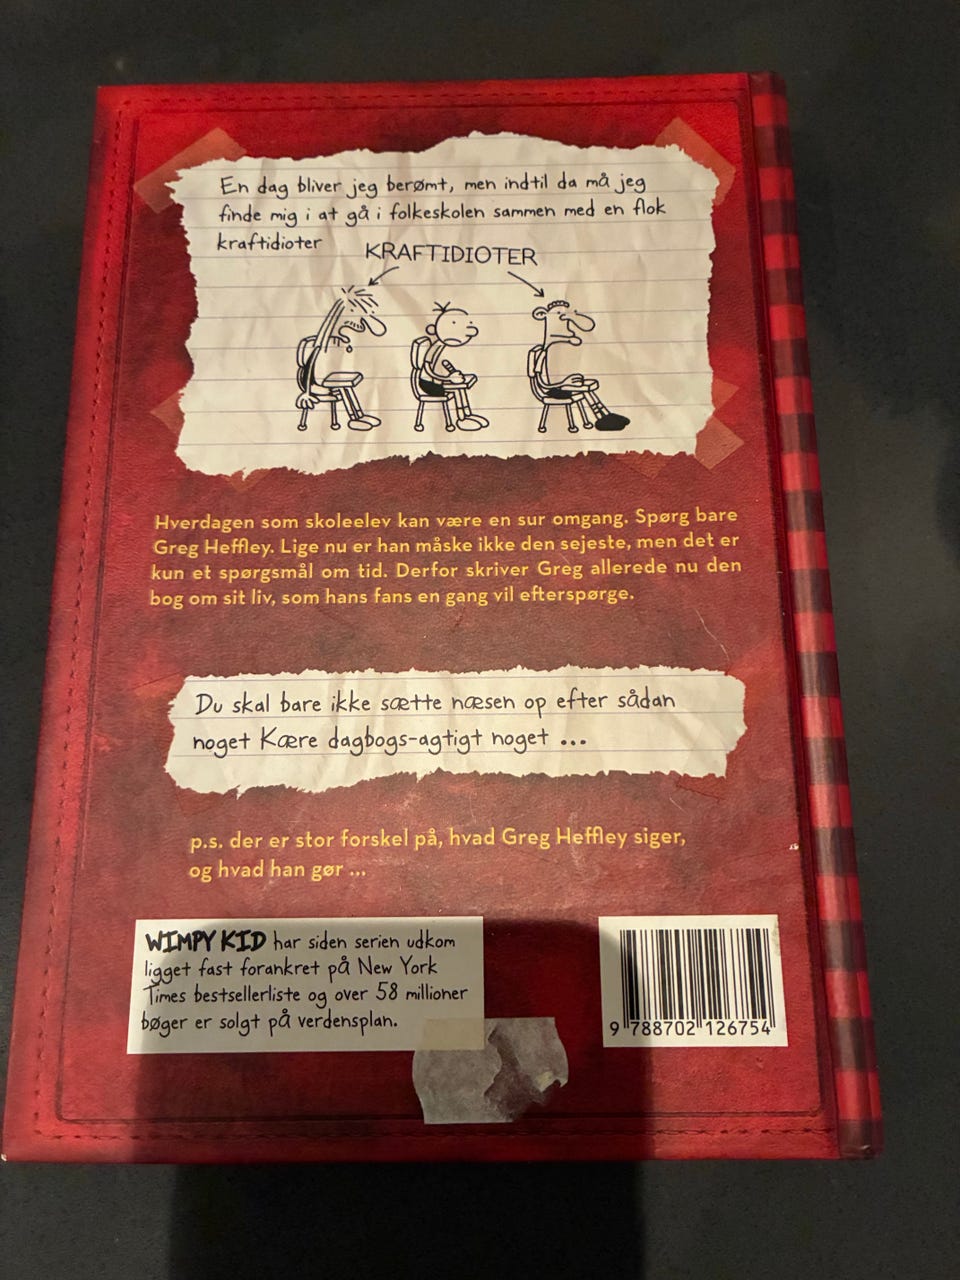 En dag bliver jeg berømt, men indtil da må jeg
finde mig i at gå i folkeskolen sammen med en flok
kraftidioter
KRAFTIDIOTER
Hverdagen som skoleelev kan være en sur omgang. Spørg bare
Greg Heffley. Lige nu er han måske ikke den sejeste, men det er
kun et spørgsmål om tid. Derfor skriver Greg allerede nu den
bog om sit liv, som hans fans en gang vil efterspørge.
Du skal bare ikke sætte næsen op efter sådan
noget Kære dagbogs-agtigt noget ...
p.s. der er stor forskel på, hvad Greg Heffley siger,
og hvad han gør ...
WIMPY KID har siden serien udkom
ligget fast forankret på New York
Times bestsellerliste og over 58 millioner
bøger er solgt på verdensplan.
9 788702 126754